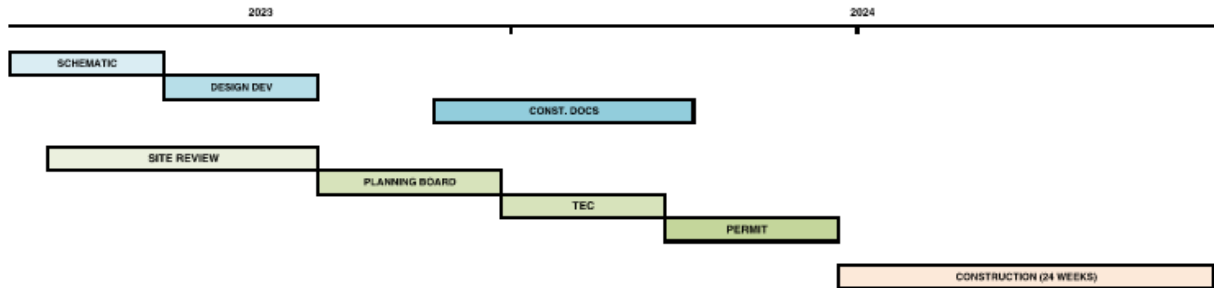 2023 2024
SCHEMATIC
DESIGN DEV
CONST. DOCS
SITE REVIEW
PLANNING BOARD
TEC
PERMIT
CONSTRUCTION (24 WEEKS)